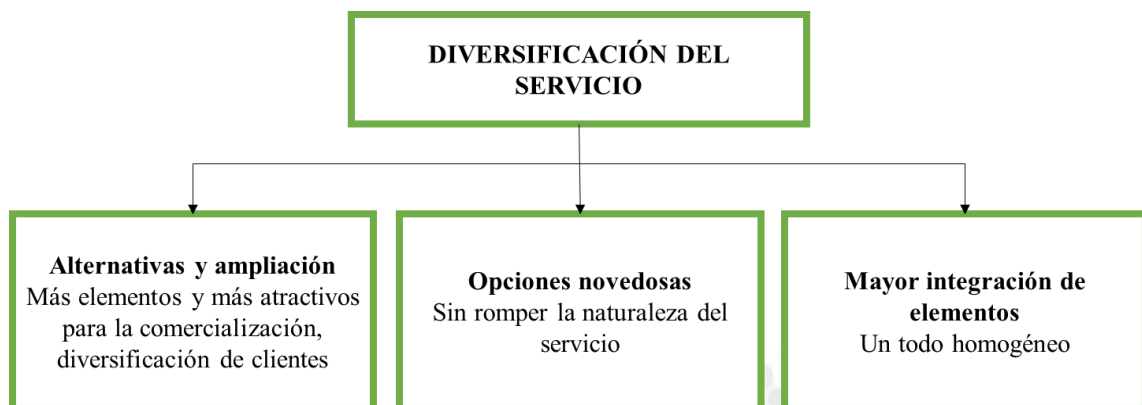 DIVERSIFICACIÓN DEL
SERVICIO
Alternativas y ampliación
Más elementos y más atractivos
para la comercialización,
diversificación de clientes
Opciones novedosas
Sin romper la naturaleza del
servicio
Mayor integración de
elementos
Un todo homogéneo